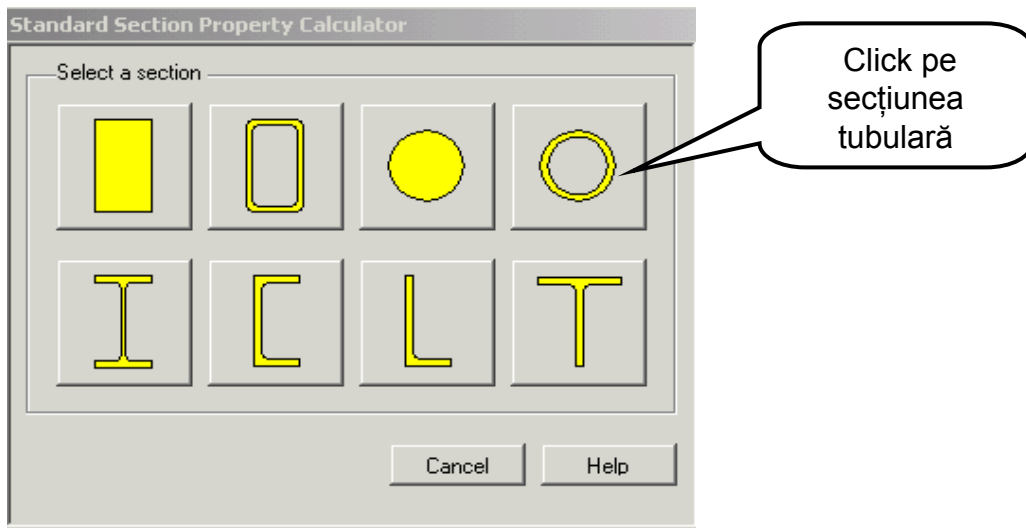 Standard Section Property Calculator
Select a section
Click pe
secțiunea
tubulară
Cancel
Help